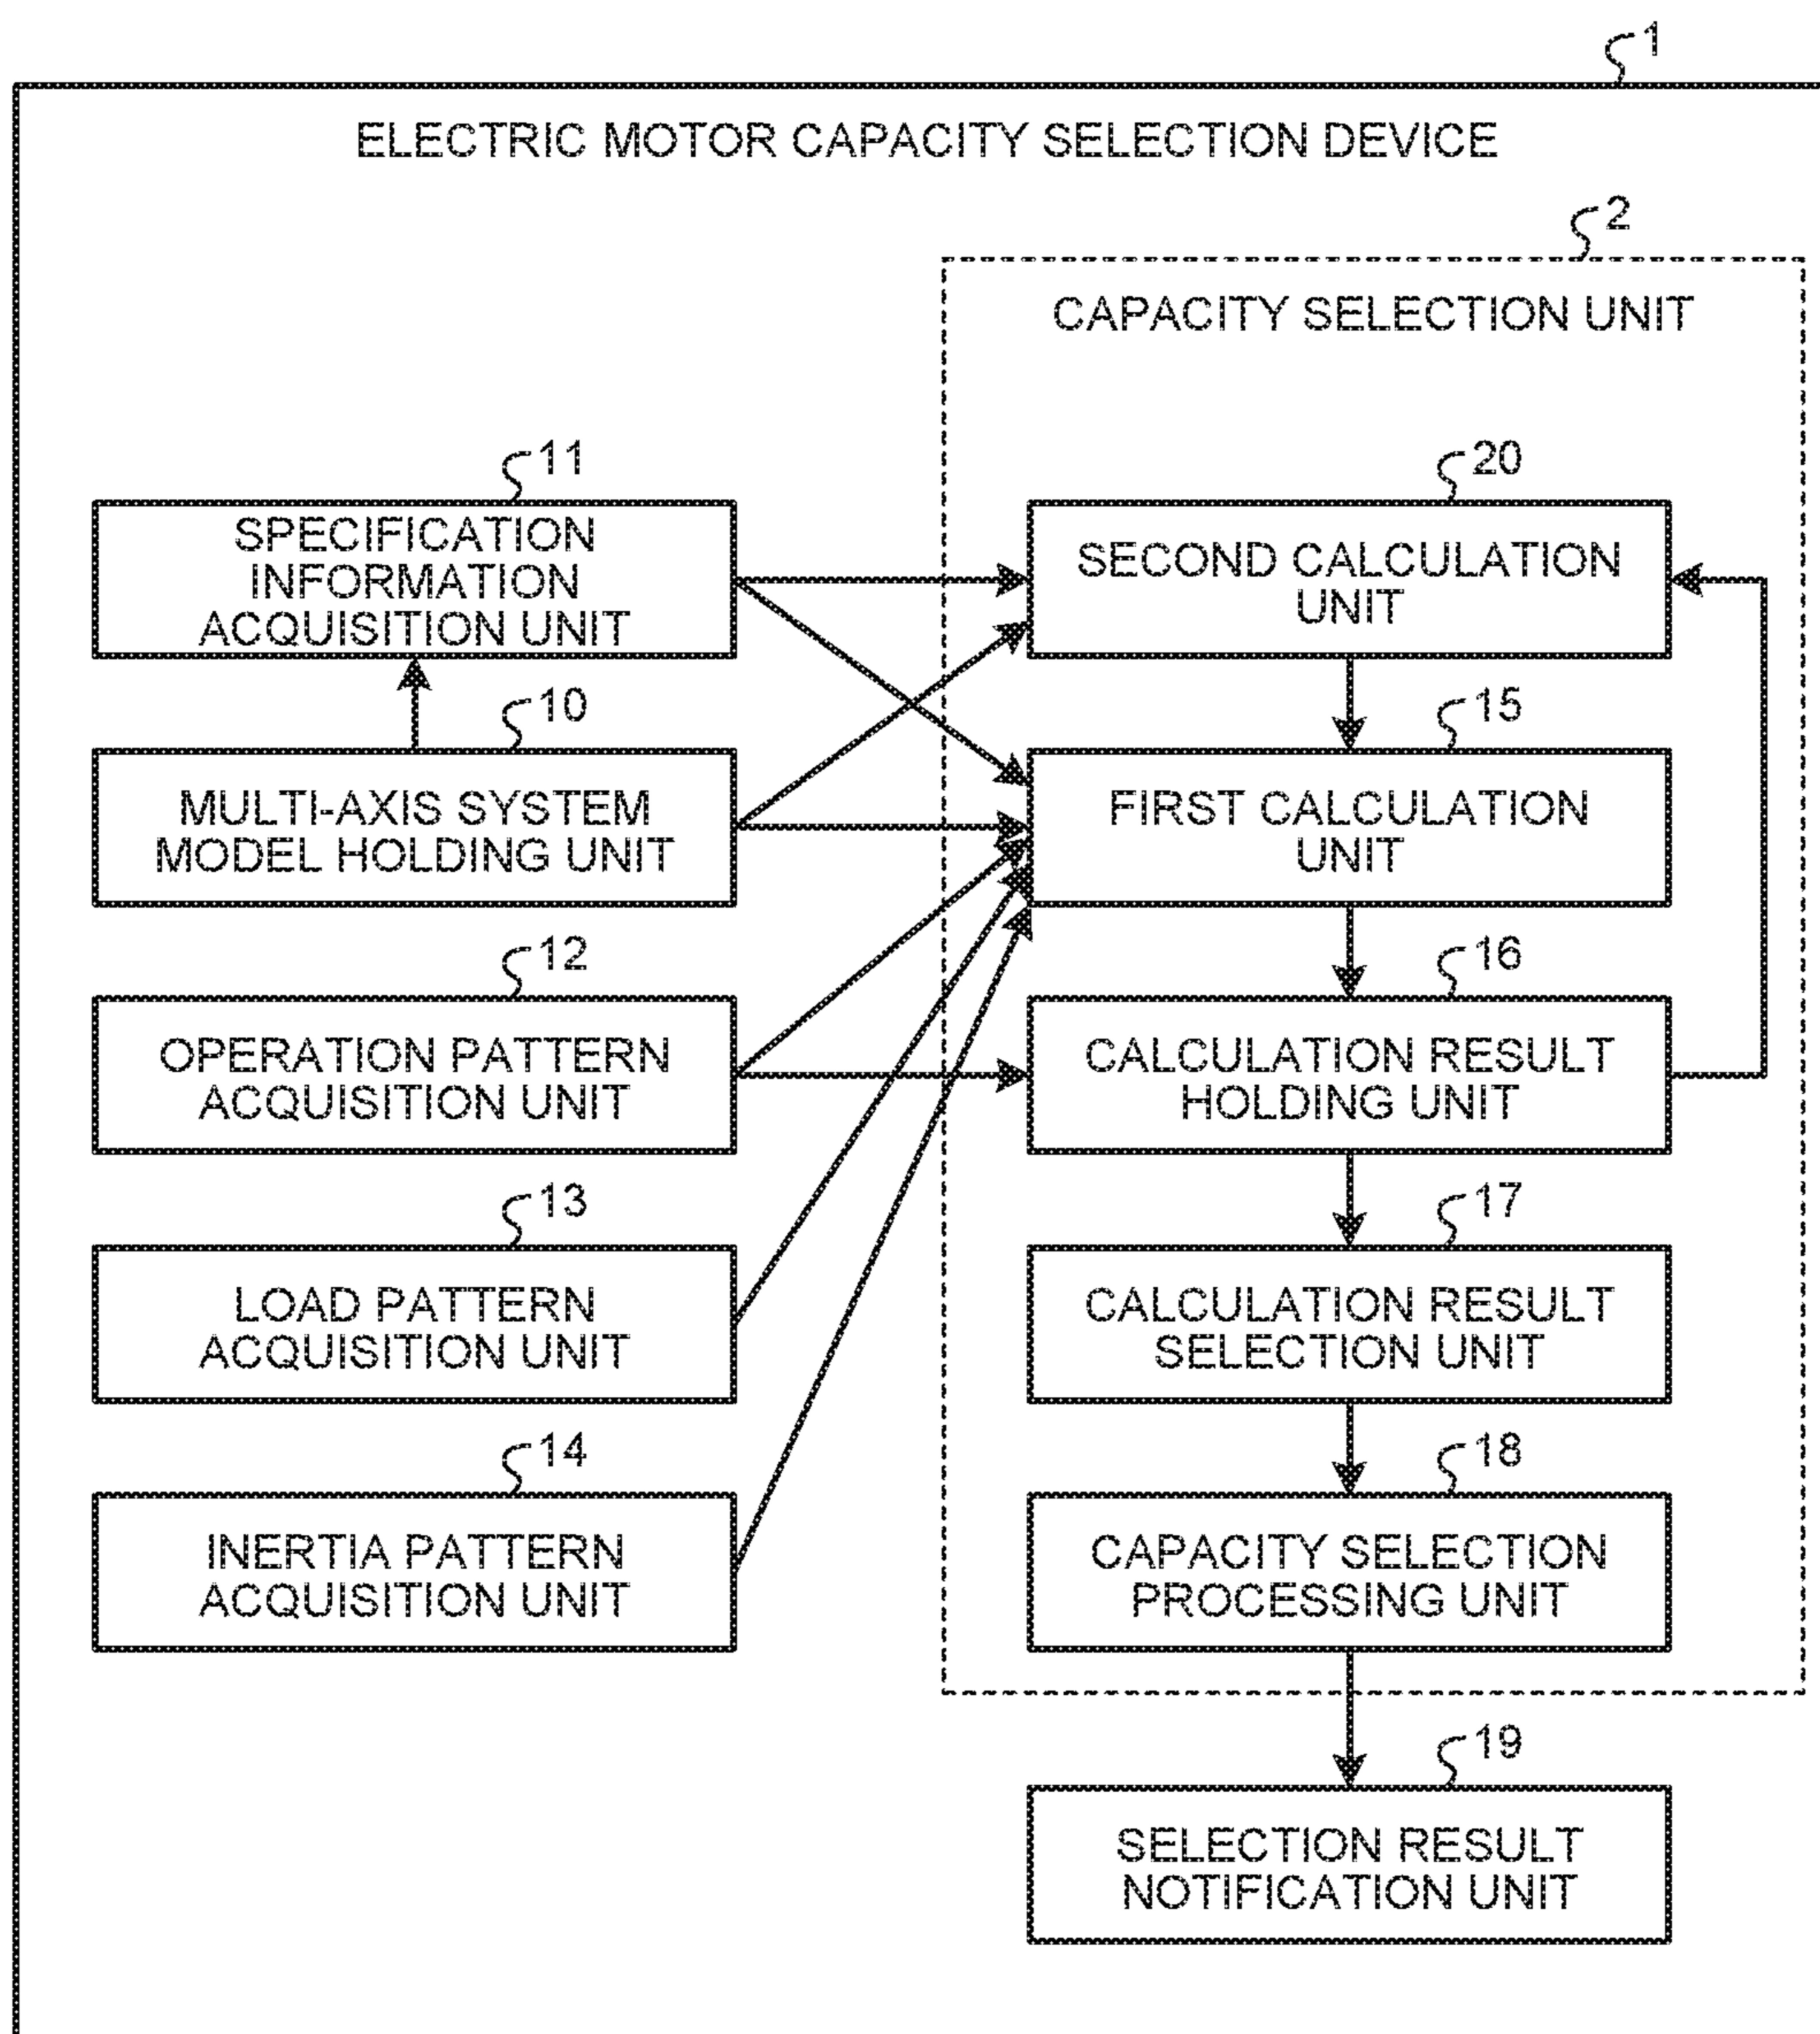 1
ELECTRIC MOTOR CAPACITY SELECTION DEVICE
2
CAPACITY SELECTION UNIT
11
SPECIFICATION
INFORMATION
ACQUISITION UNIT
20
SECOND CALCULATION
UNIT
10
MULTI-AXIS SYSTEM
MODEL HOLDING UNIT
15
FIRST CALCULATION
UNIT
12
OPERATION PATTERN
ACQUISITION UNIT
16
CALCULATION RESULT
HOLDING UNIT
13
LOAD PATTERN
ACQUISITION UNIT
17
CALCULATION RESULT
SELECTION UNIT
14
INERTIA PATTERN
ACQUISITION UNIT
18
CAPACITY SELECTION
PROCESSING UNIT
19
SELECTION RESULT
NOTIFICATION UNIT